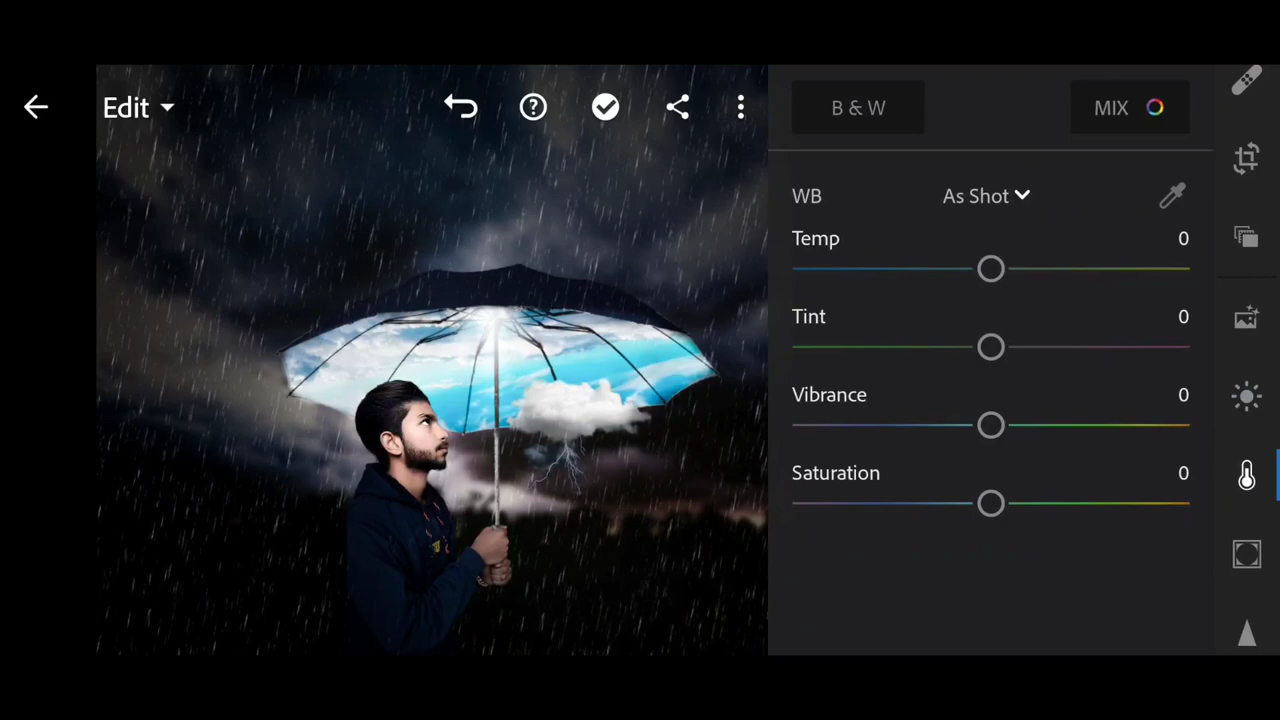 Edit
B & W
MIX
WB As Shot
Temp 0
Tint 0
Vibrance 0
Saturation 0